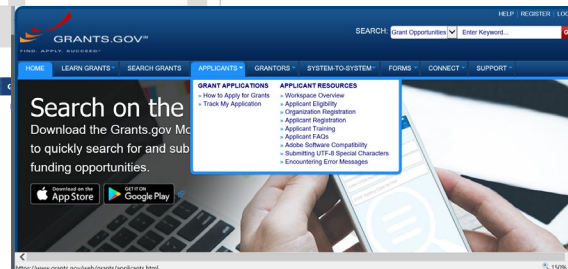 HELP | REGISTER | LOG
GRANTS.GOV℠
FIND. APPLY. SUCCEED.℠
SEARCH: Grant Opportunities Enter Keyword...
HOME LEARN GRANTS SEARCH GRANTS APPLICANTS GRANTORS SYSTEM-TO-SYSTEM FORMS CONNECT SUPPORT
GRANT APPLICATIONS
» How to Apply for Grants
» Track My Application
APPLICANT RESOURCES
» Workspace Overview
» Applicant Eligibility
» Organization Registration
» Applicant Registration
» Applicant Training
» Applicant FAQs
» Adobe Software Compatibility
» Submitting UTF-8 Special Characters
» Encountering Error Messages
Search on the
Download the Grants.gov Mo
to quickly search for and sub
funding opportunities.
Download on the
App Store
GET IT ON
Google Play
https://www.grants.gov/web/grants/applicants.html
150%